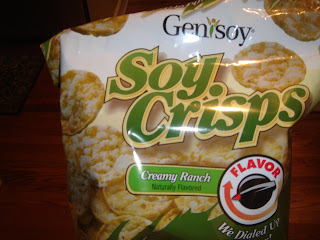 Genisoy®
Soy
Crisps
Creamy Ranch
Naturally Flavored
FLAVOR
We Dialed Up